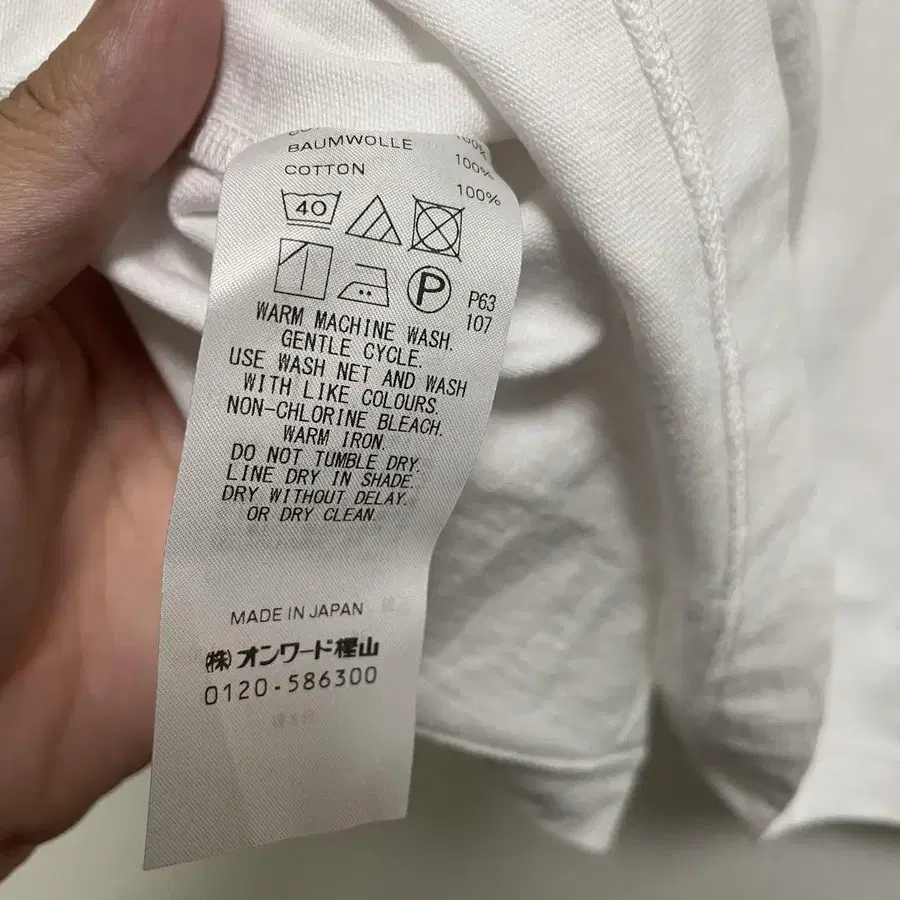 100%
BAUMWOLLE 100%
COTTON 100%
40
P P63
107
WARM MACHINE WASH.
GENTLE CYCLE.
USE WASH NET AND WASH
WITH LIKE COLOURS.
NON-CHLORINE BLEACH.
WARM IRON.
DO NOT TUMBLE DRY.
LINE DRY IN SHADE.
DRY WITHOUT DELAY.
OR DRY CLEAN.
MADE IN JAPAN
(株)オンワード樫山
0120-586300